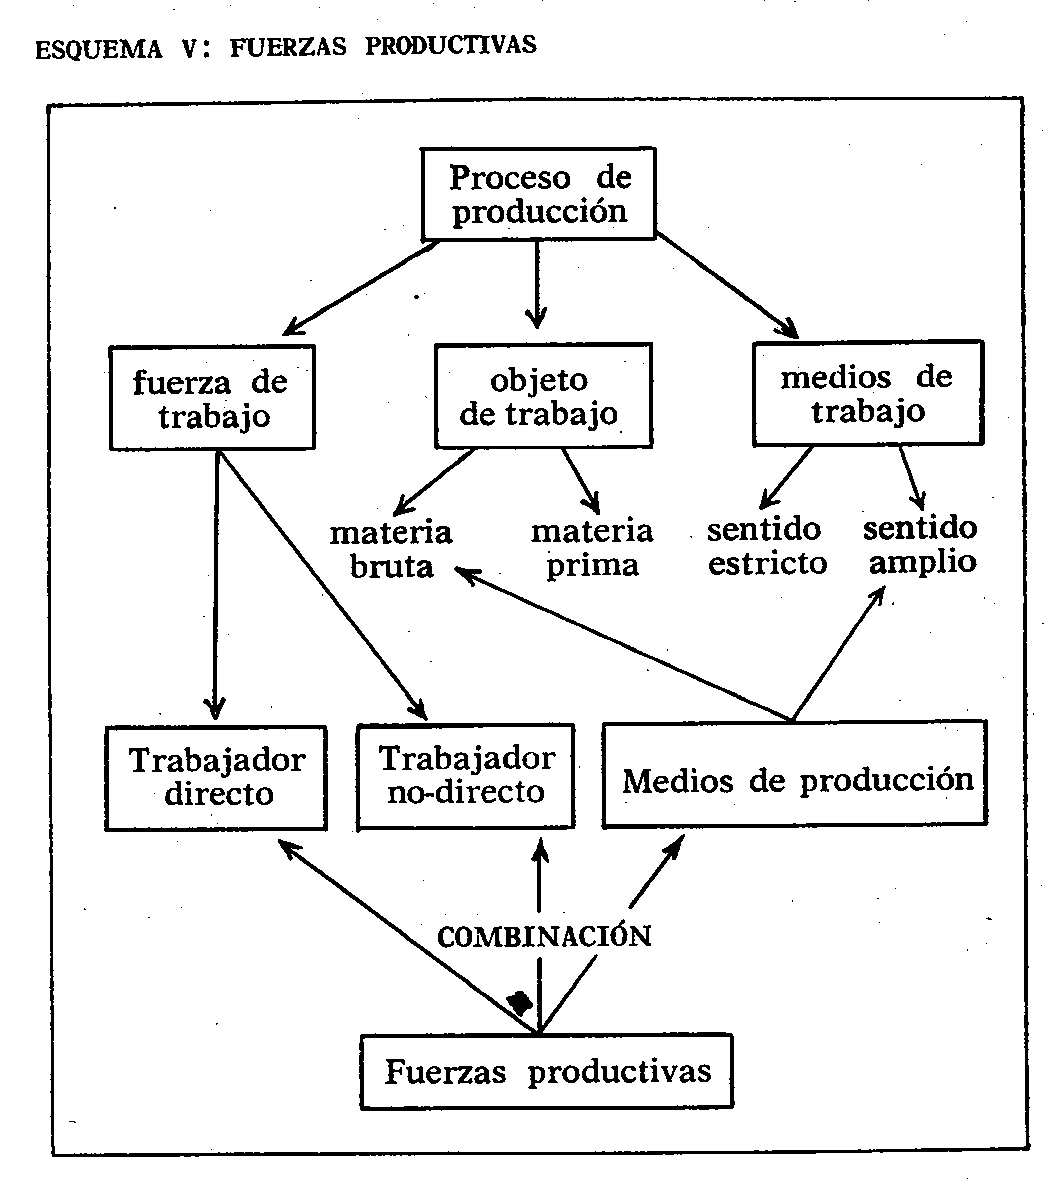 ESQUEMA V: FUERZAS PRODUCTIVAS
Proceso de
producción
fuerza de
trabajo
objeto
de trabajo
medios de
trabajo
materia
bruta
materia
prima
sentido
estricto
sentido
amplio
Trabajador
directo
Trabajador
no-directo
Medios de producción
COMBINACIÓN
Fuerzas productivas